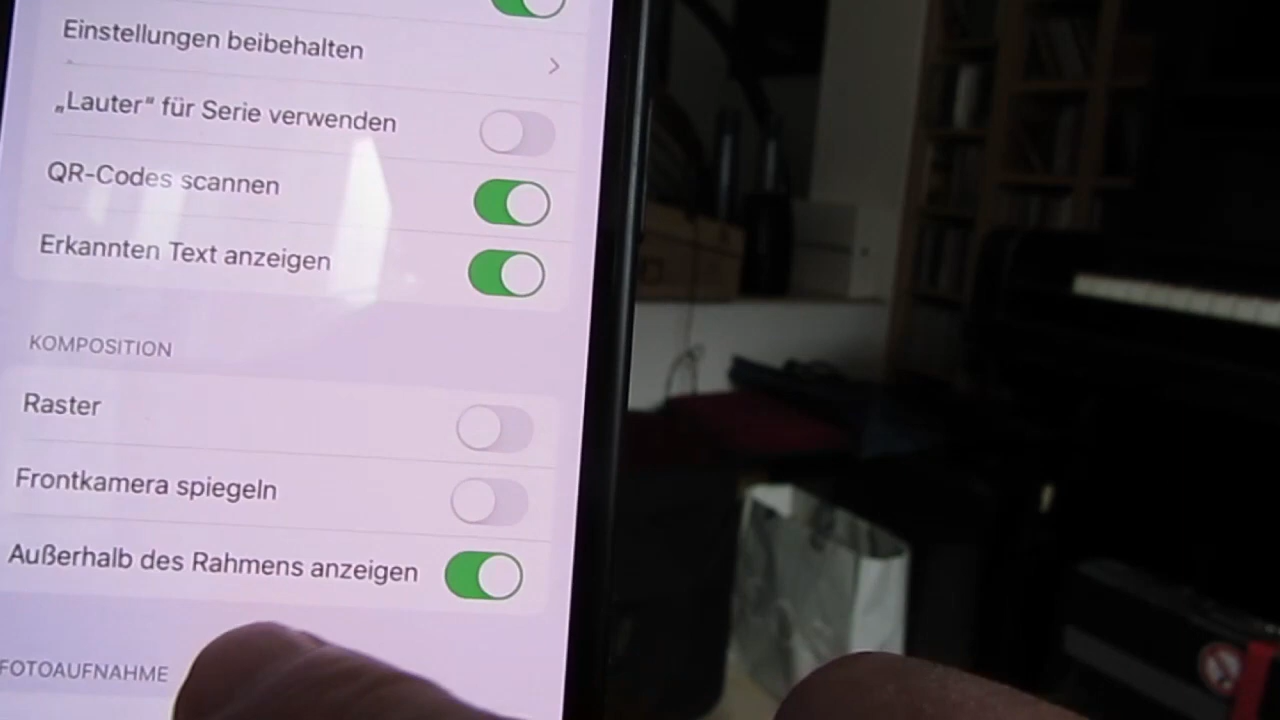 Einstellungen beibehalten
„Lauter“ für Serie verwenden
QR-Codes scannen
Erkannten Text anzeigen
KOMPOSITION
Raster
Frontkamera spiegeln
Außerhalb des Rahmens anzeigen
FOTOAUFNAHME